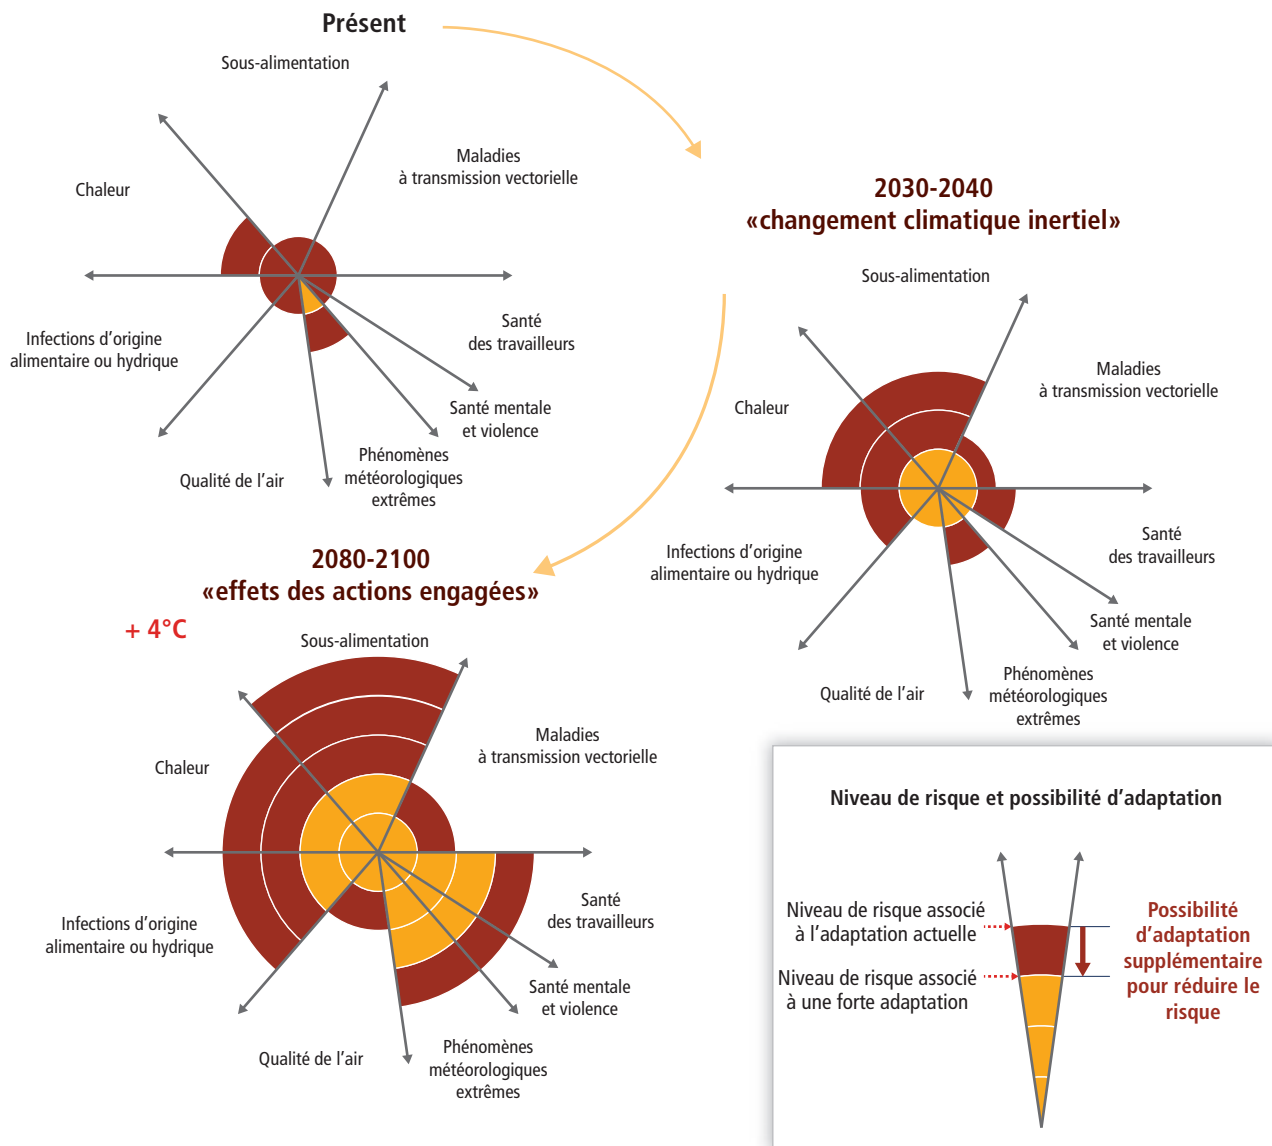 Présent
Sous-alimentation
Maladies
à transmission vectorielle
Chaleur
Santé
des travailleurs
Infections d'origine
alimentaire ou hydrique
Santé mentale
et violence
Qualité de l'air
Phénomènes
météorologiques
extrêmes
2030-2040
«changement climatique inertiel»
Sous-alimentation
Maladies
à transmission vectorielle
Chaleur
Santé
des travailleurs
Infections d'origine
alimentaire ou hydrique
Santé mentale
et violence
Qualité de l'air
Phénomènes
météorologiques
extrêmes
2080-2100
«effets des actions engagées»
+ 4°C
Sous-alimentation
Maladies
à transmission vectorielle
Chaleur
Santé
des travailleurs
Infections d'origine
alimentaire ou hydrique
Santé mentale
et violence
Qualité de l'air
Phénomènes
météorologiques
extrêmes
Niveau de risque et possibilité d'adaptation
Niveau de risque associé
à l'adaptation actuelle
Niveau de risque associé
à une forte adaptation
Possibilité
d'adaptation
supplémentaire
pour réduire le
risque